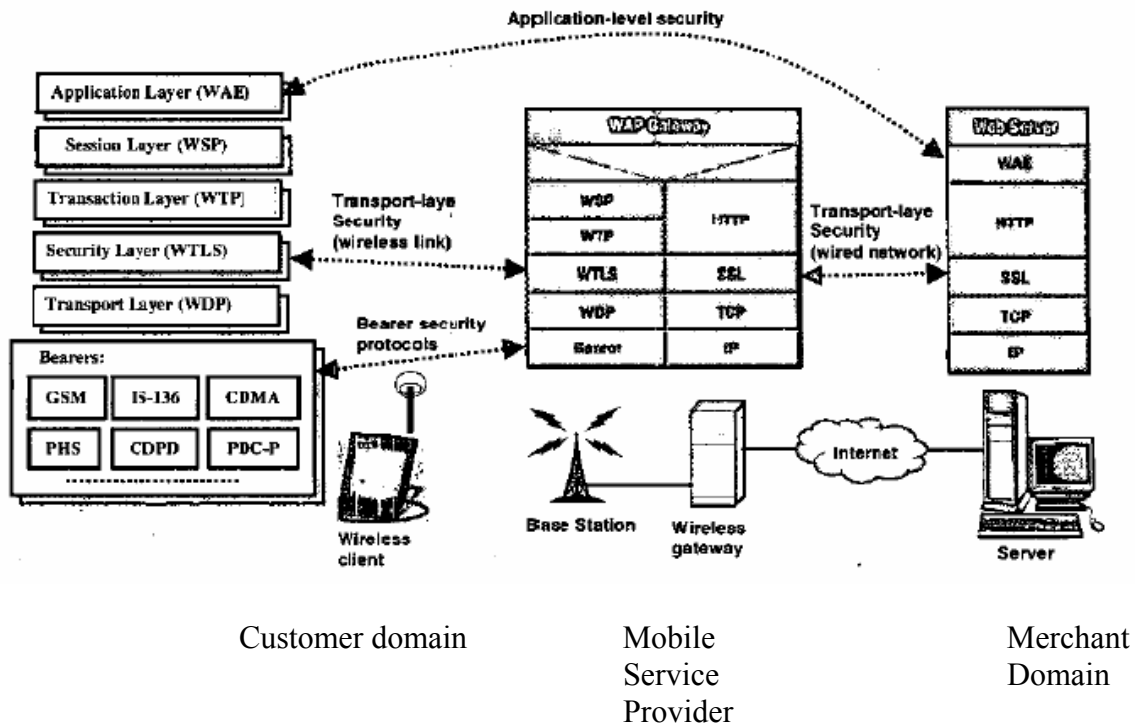 Application-level security
Application Layer (WAE)
Session Layer (WSP)
Transaction Layer (WTP)
Security Layer (WTLS)
Transport Layer (WDP)
Bearers:
GSM
IS-136
CDMA
PHS
CDPD
PDC-P
Transport-laye
Security
(wireless link)
Bearer security
protocols
WAP Gateway
WSP
WTP
WTLS
WDP
Bearer
HTTP
SSL
TCP
IP
Transport-laye
Security
(wired network)
Web Server
WAE
HTTP
SSL
TCP
IP
Wireless
client
Base Station
Wireless
gateway
Internet
Server
Customer domain
Mobile
Service
Provider
Merchant
Domain